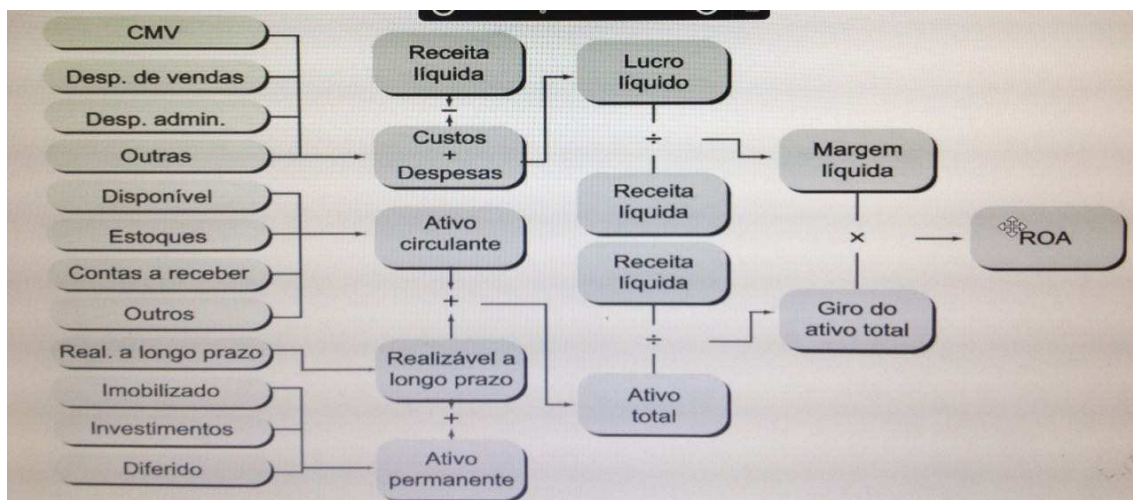 CMV
Desp. de vendas
Desp. admin.
Outras
Disponível
Estoques
Contas a receber
Outros
Real. a longo prazo
Imobilizado
Investimentos
Diferido
Receita
líquida
−
Custos
+
Despesas
Ativo
circulante
+
Realizável a
longo prazo
+
Ativo
permanente
Lucro
líquido
÷
Receita
líquida
Receita
líquida
÷
Ativo
total
Margem
líquida
×
Giro do
ativo total
ROA